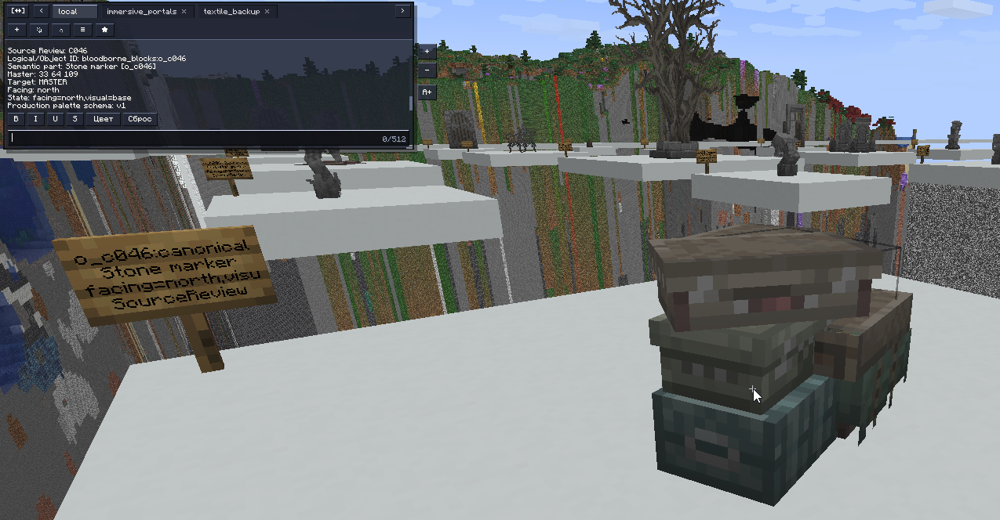 [↔] < local immersive_portals × textile_backup × >
Source Review: C046
Logical/Object ID: bloodborne_blocks:o_c046
Semantic part: Stone marker [o_c046]
Master: 33 64 109
Target: MASTER
Facing: north
State: facing=north,visual=base
Production palette schema: v1
B I U S Цвет Сброс
0/512
+
-
A+
o_c046:canonical
Stone marker
facing=north,visu
SourceReview